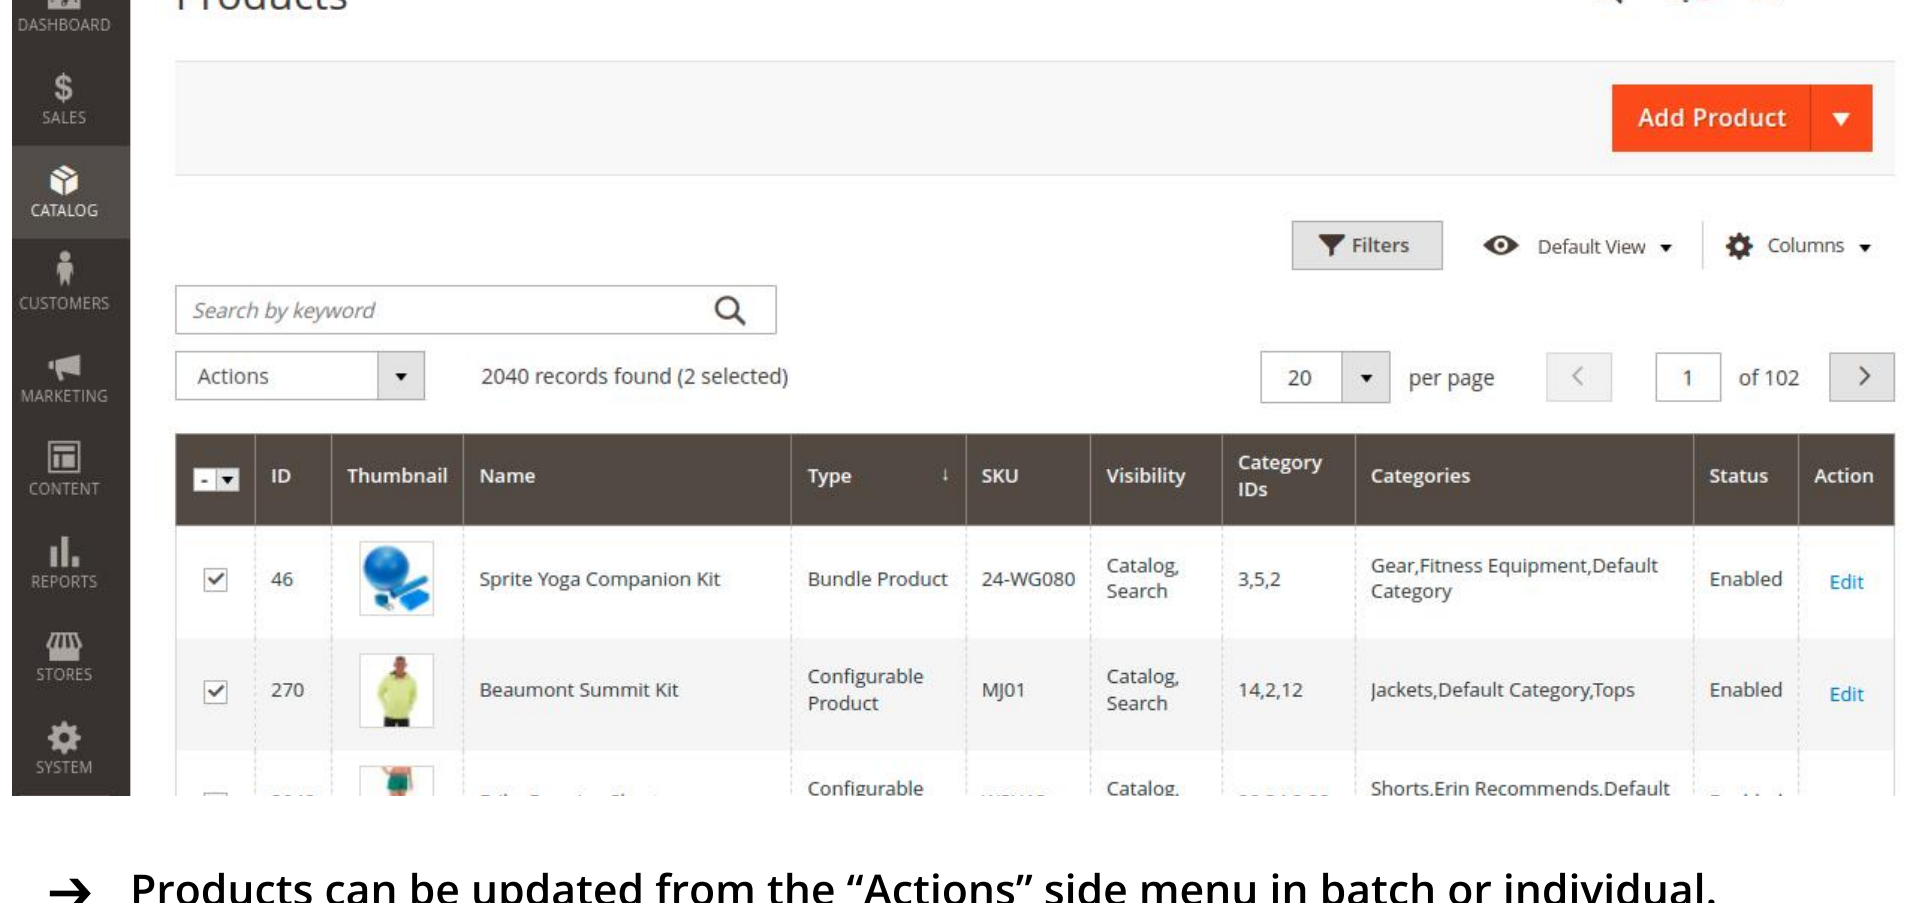 Products
DASHBOARD
SALES
CATALOG
CUSTOMERS
MARKETING
CONTENT
REPORTS
STORES
SYSTEM
Add Product
Filters
Default View
Columns
Search by keyword
Actions
2040 records found (2 selected)
20
per page
1
of 102
- ID Thumbnail Name Type ↓ SKU Visibility Category Categories Status Action
IDs
46 Sprite Yoga Companion Kit Bundle Product 24-WG080 Catalog, 3,5,2 Gear,Fitness Equipment,Default Enabled Edit
Search Category
270 Beaumont Summit Kit Configurable MJ01 Catalog, 14,2,12 Jackets,Default Category,Tops Enabled Edit
Product Search
Configurable Catalog, Shorts,Erin Recommends,Default
→ Products can be updated from the “Actions” side menu in batch or individual.